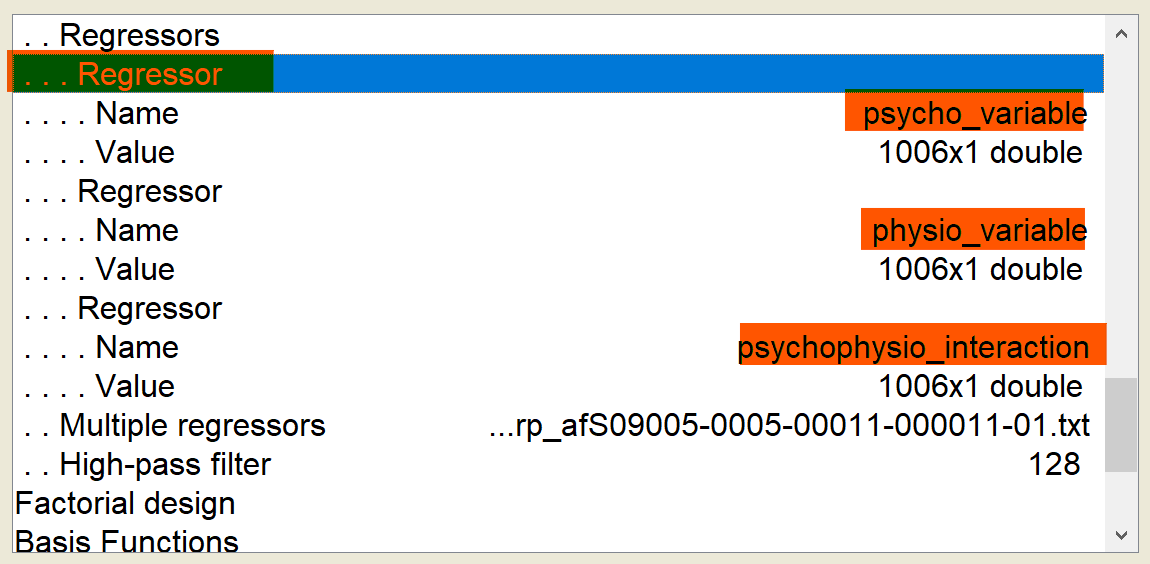 . . Regressors
. . . Regressor
. . . . Name psycho_variable
. . . . Value 1006x1 double
. . . Regressor
. . . . Name physio_variable
. . . . Value 1006x1 double
. . . Regressor
. . . . Name psychophysio_interaction
. . . . Value 1006x1 double
. . Multiple regressors ...rp_afS09005-0005-00011-000011-01.txt
. . High-pass filter 128
Factorial design
Basis Functions